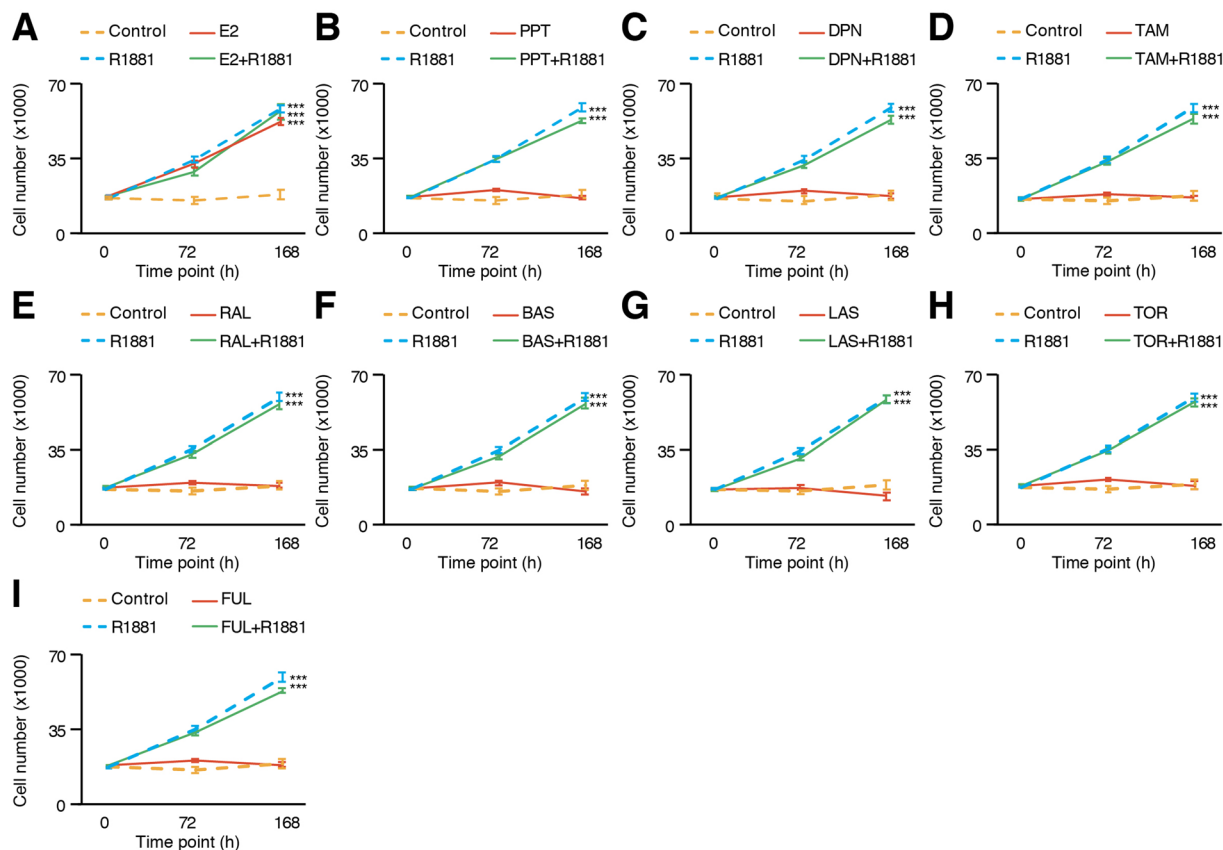 A
Control E2
R1881 E2+R1881
Cell number (x1000)
70
35
0
***
***
***
0 72 168
Time point (h)
B
Control PPT
R1881 PPT+R1881
Cell number (x1000)
70
35
0
***
***
0 72 168
Time point (h)
C
Control DPN
R1881 DPN+R1881
Cell number (x1000)
70
35
0
***
***
0 72 168
Time point (h)
D
Control TAM
R1881 TAM+R1881
Cell number (x1000)
70
35
0
***
***
0 72 168
Time point (h)
E
Control RAL
R1881 RAL+R1881
Cell number (x1000)
70
35
0
***
***
0 72 168
Time point (h)
F
Control BAS
R1881 BAS+R1881
Cell number (x1000)
70
35
0
***
***
0 72 168
Time point (h)
G
Control LAS
R1881 LAS+R1881
Cell number (x1000)
70
35
0
***
***
0 72 168
Time point (h)
H
Control TOR
R1881 TOR+R1881
Cell number (x1000)
70
35
0
***
***
0 72 168
Time point (h)
I
Control FUL
R1881 FUL+R1881
Cell number (x1000)
70
35
0
***
***
0 72 168
Time point (h)